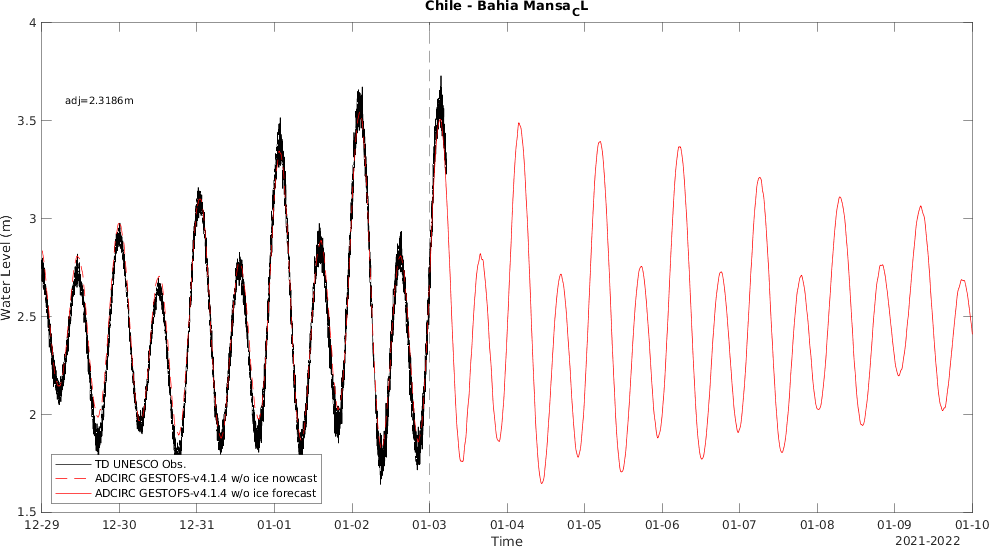 Chile - Bahia MansaCL
4
3.5
3
2.5
2
1.5
Water Level (m)
adj=2.3186m
TD UNESCO Obs.
ADCIRC GESTOFS-v4.1.4 w/o ice nowcast
ADCIRC GESTOFS-v4.1.4 w/o ice forecast
12-29 12-30 12-31 01-01 01-02 01-03 01-04 01-05 01-06 01-07 01-08 01-09 01-10
Time
2021-2022